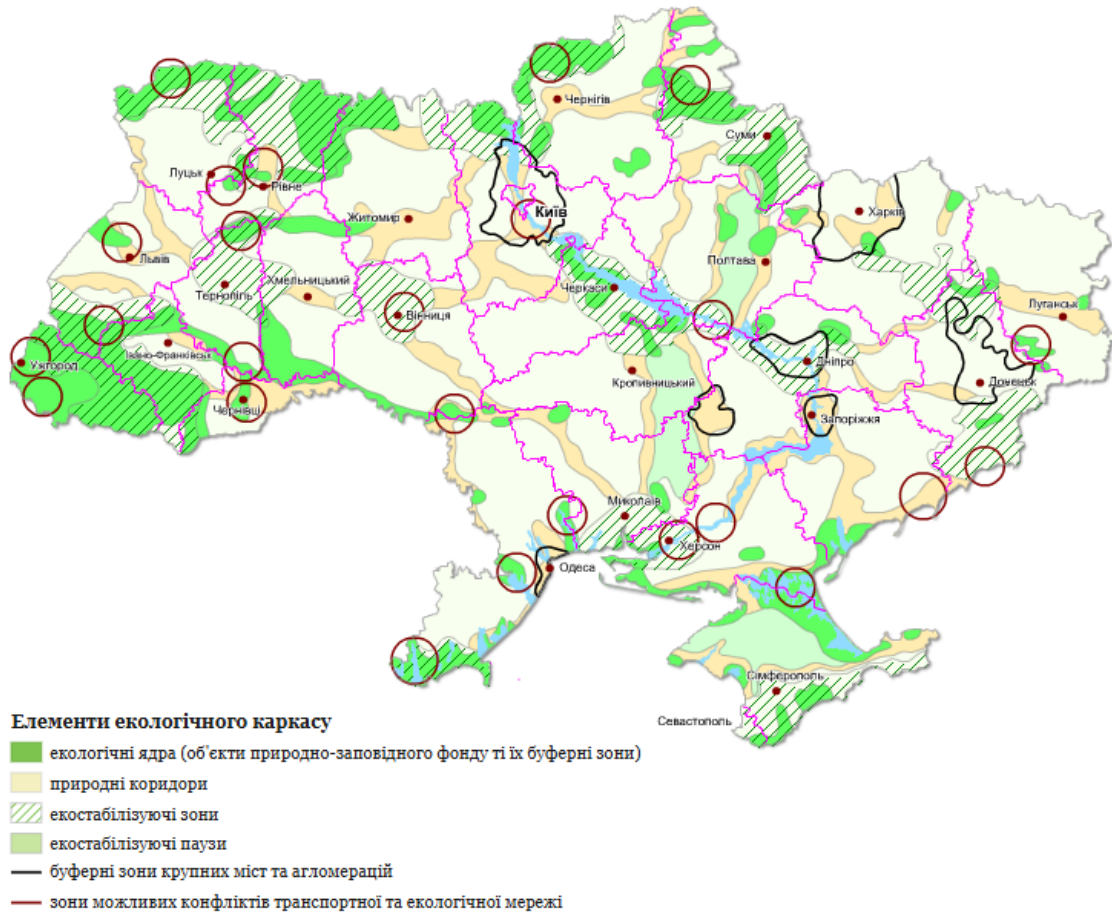 Чернігів
Суми
Луцьк
Рівне
Київ
Харків
Житомир
Львів
Полтава
Хмельницький
Тернопіль
Черкаси
Вінниця
Луганськ
Івано-Франківськ
Ужгород
Дніпро
Кропивницький
Донецьк
Чернівці
Запоріжжя
Миколаїв
Херсон
Одеса
Сімферополь
Севастополь
Елементи екологічного каркасу
екологічні ядра (об'єкти природно-заповідного фонду ті їх буферні зони)
природні коридори
екостабілізуючі зони
екостабілізуючі паузи
буферні зони крупних міст та агломерацій
зони можливих конфліктів транспортної та екологічної мережі